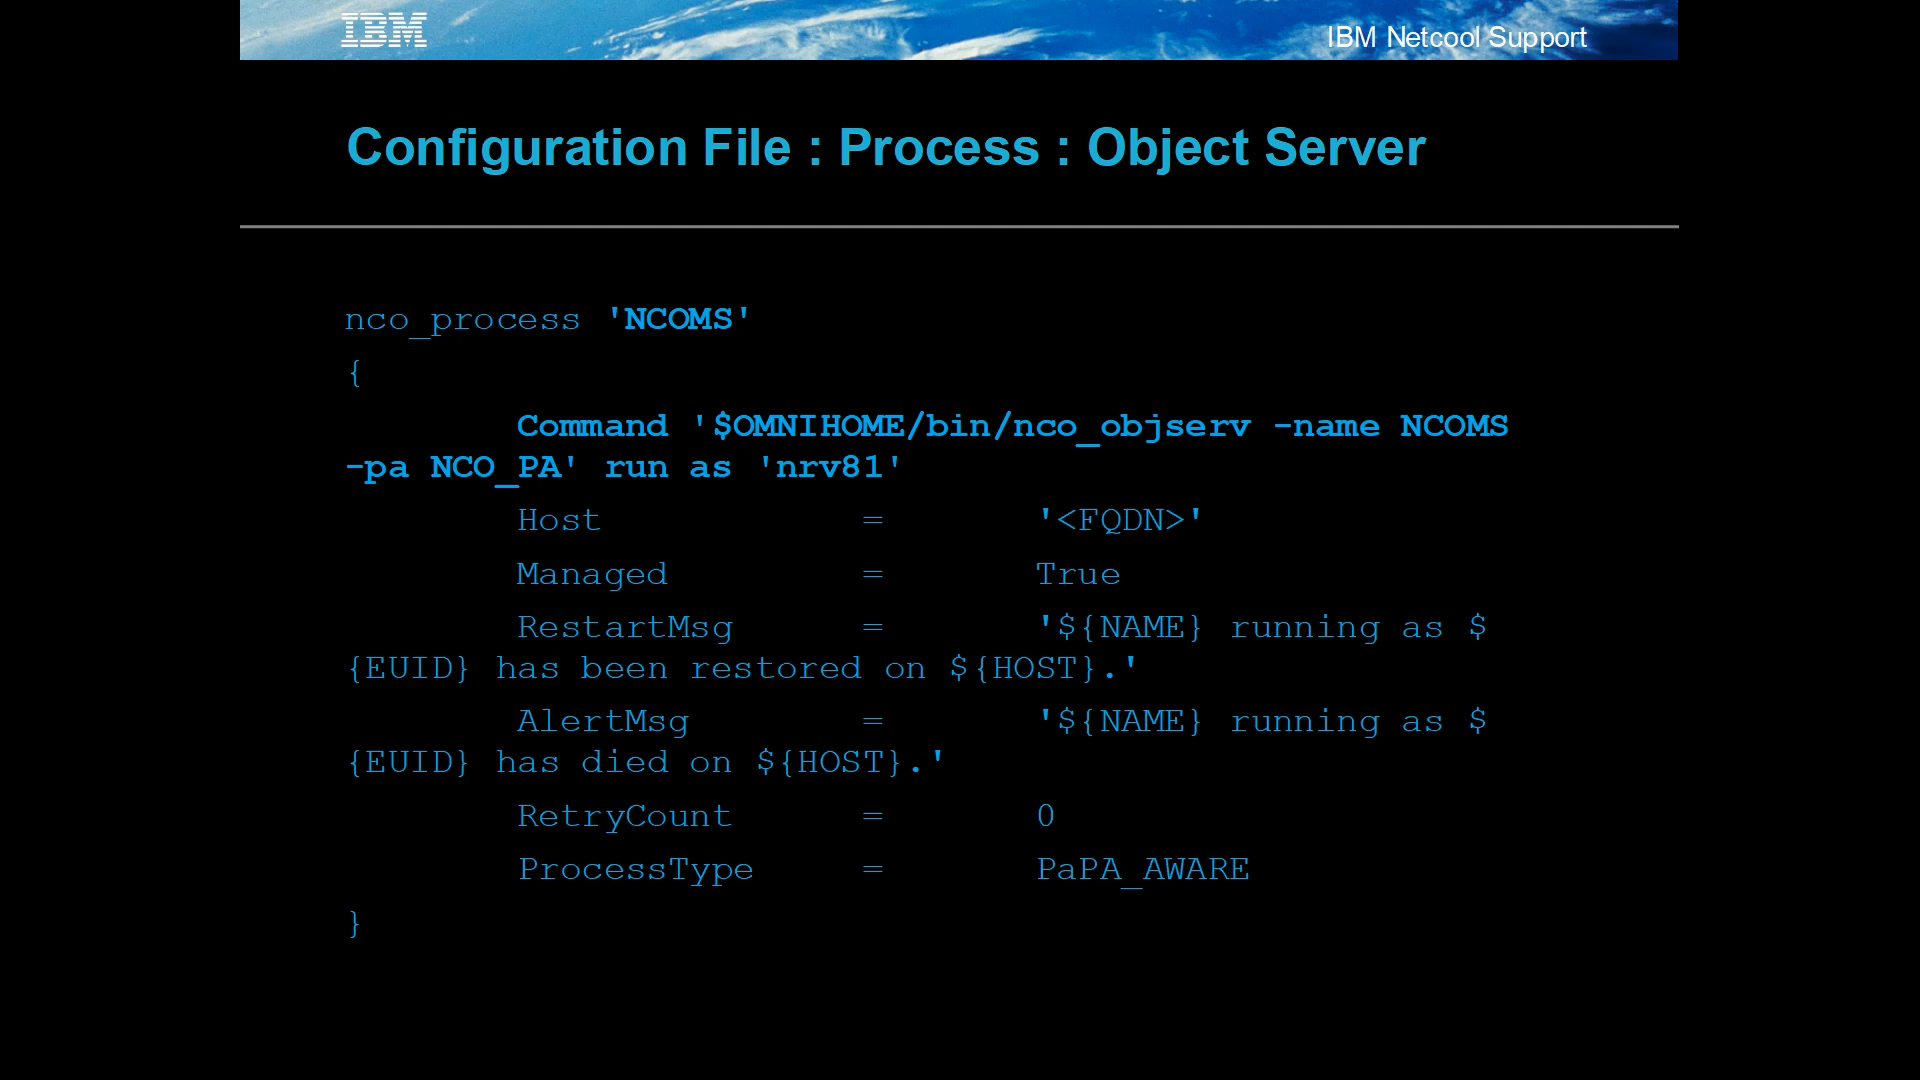 IBM
IBM Netcool Support
Configuration File : Process : Object Server
nco_process 'NCOMS'
{
Command '$OMNIHOME/bin/nco_objserv -name NCOMS
-pa NCO_PA' run as 'nrv81'
Host = '<FQDN>'
Managed = True
RestartMsg = '${NAME} running as $
{EUID} has been restored on ${HOST}.'
AlertMsg = '${NAME} running as $
{EUID} has died on ${HOST}.'
RetryCount = 0
ProcessType = PaPA_AWARE
}